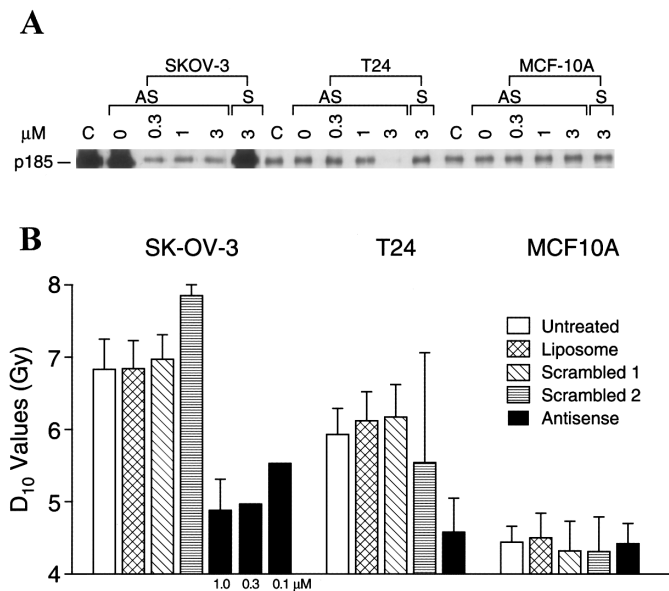 A
SKOV-3 T24 MCF-10A
AS S AS S AS S
μM C 0 0.3 1 3 3 C 0 0.3 1 3 3 C 0 0.3 1 3 3
p185
B
SK-OV-3 T24 MCF10A
D10 Values (Gy)
8
7
6
5
4
Untreated
Liposome
Scrambled 1
Scrambled 2
Antisense
1.0 0.3 0.1 μM